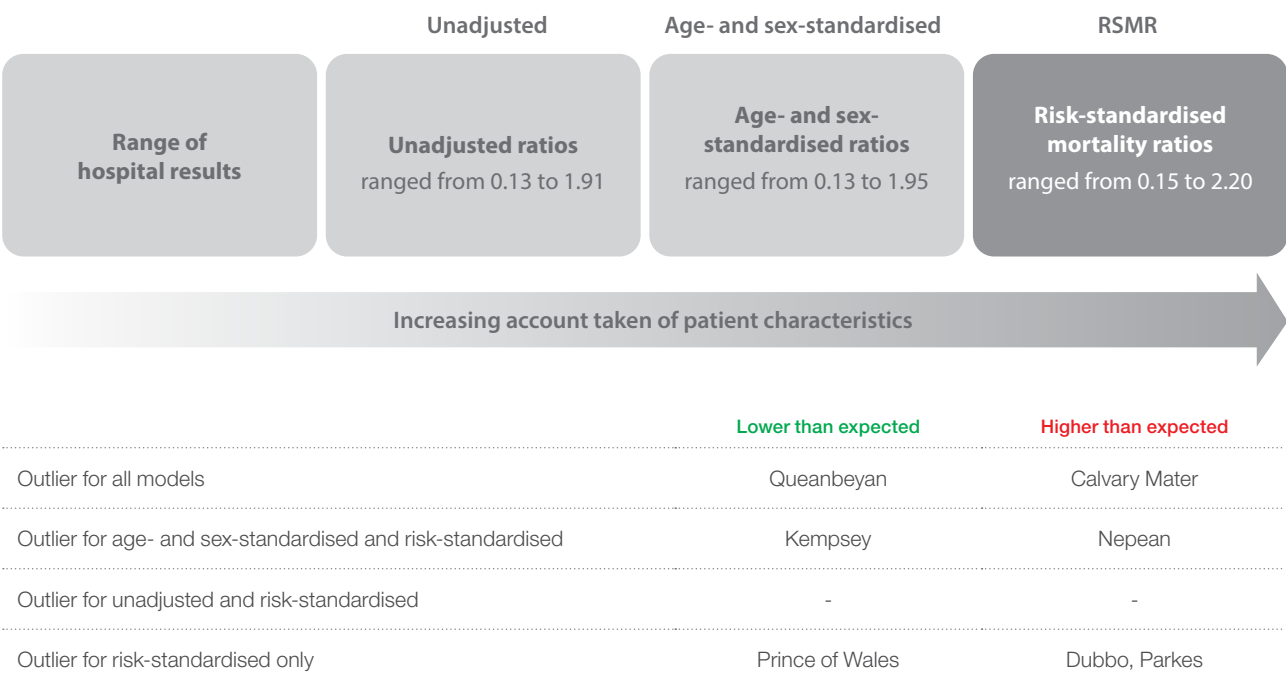 Unadjusted
Age- and sex-standardised
RSMR
Range of
hospital results
Unadjusted ratios
ranged from 0.13 to 1.91
Age- and sex-
standardised ratios
ranged from 0.13 to 1.95
Risk-standardised
mortality ratios
ranged from 0.15 to 2.20
Increasing account taken of patient characteristics
Lower than expected Higher than expected
Outlier for all models Queanbeyan Calvary Mater
Outlier for age- and sex-standardised and risk-standardised Kempsey Nepean
Outlier for unadjusted and risk-standardised - -
Outlier for risk-standardised only Prince of Wales Dubbo, Parkes